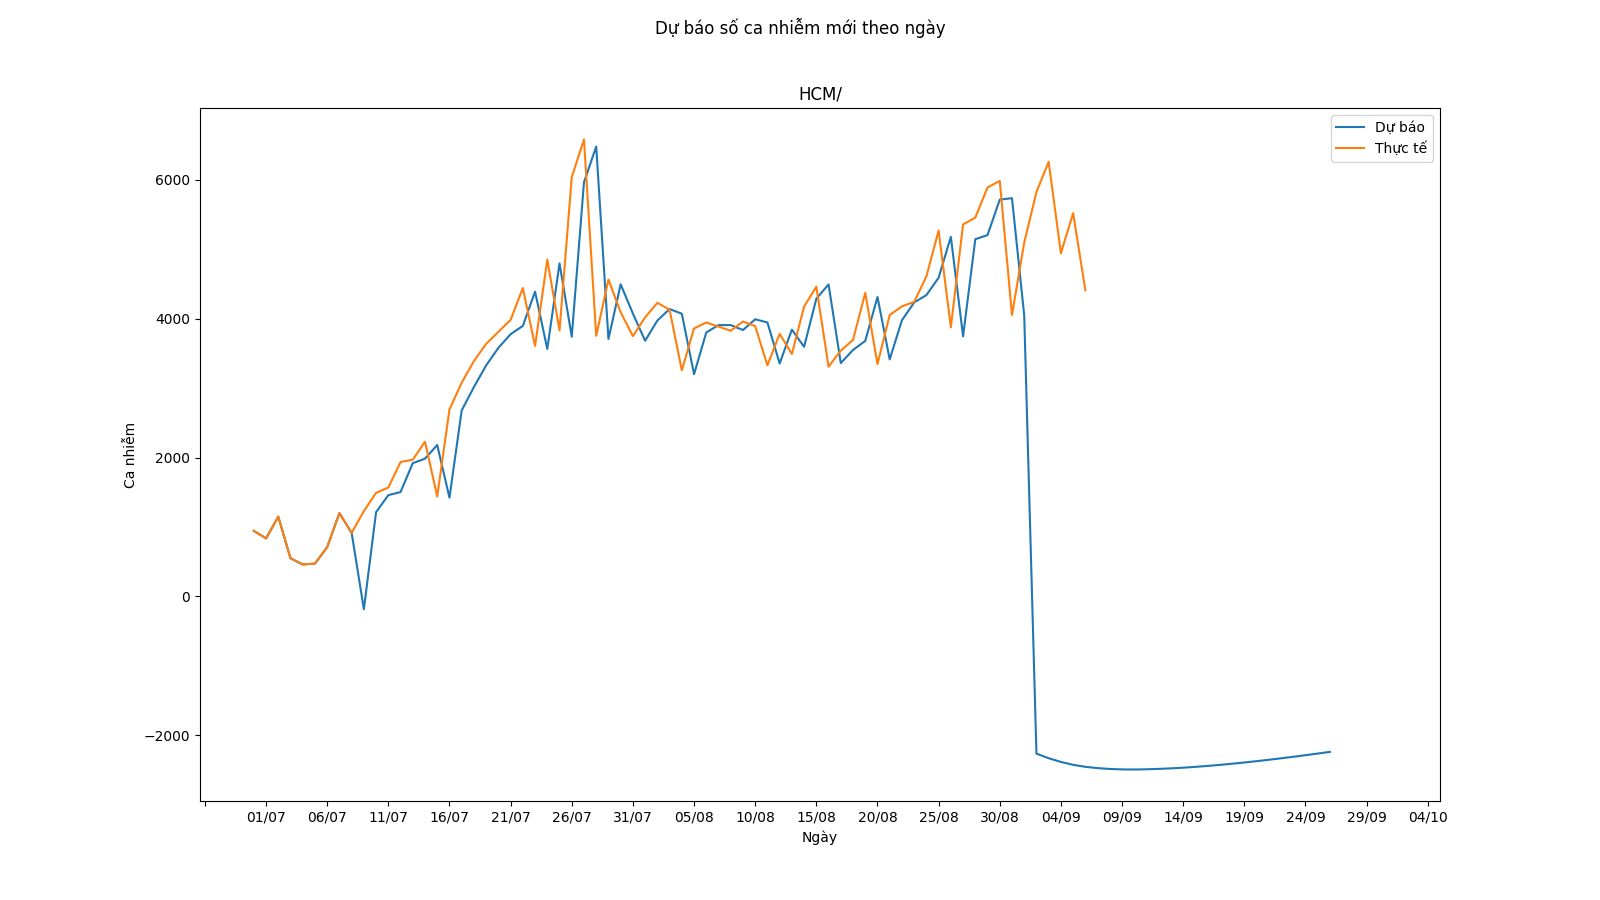 Dự báo số ca nhiễm mới theo ngày
HCM/
Dự báo
Thực tế
6000
4000
2000
0
−2000
Ca nhiễm
01/07 06/07 11/07 16/07 21/07 26/07 31/07 05/08 10/08 15/08 20/08 25/08 30/08 04/09 09/09 14/09 19/09 24/09 29/09 04/10
Ngày